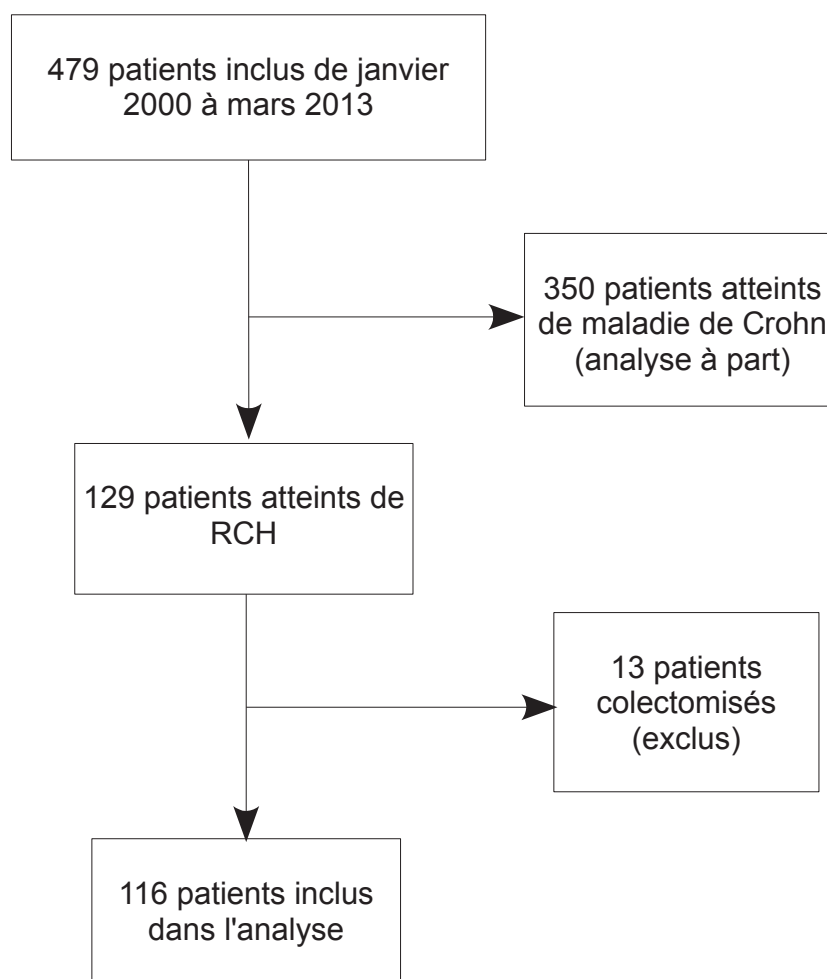 479 patients inclus de janvier
2000 à mars 2013
350 patients atteints
de maladie de Crohn
(analyse à part)
129 patients atteints de
RCH
13 patients
colectomisés
(exclus)
116 patients inclus
dans l'analyse